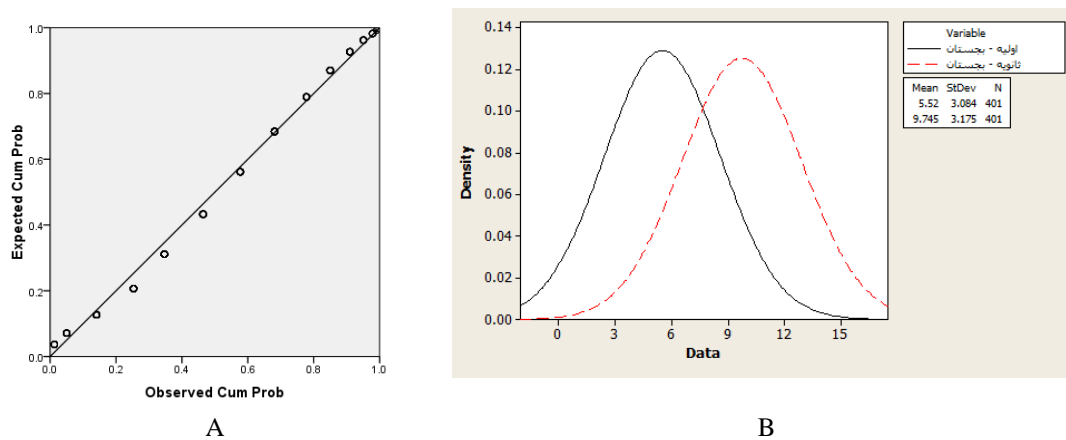 1.0
0.8
0.6
0.4
0.2
0.0
0.0 0.2 0.4 0.6 0.8 1.0
Expected Cum Prob
Observed Cum Prob
A
0.14
0.12
0.10
0.08
0.06
0.04
0.02
0.00
0 3 6 9 12 15
Density
Data
Variable
اولیه - بجستان
ثانویه - بجستان
Mean StDev N
5.52 3.084 401
9.745 3.175 401
B